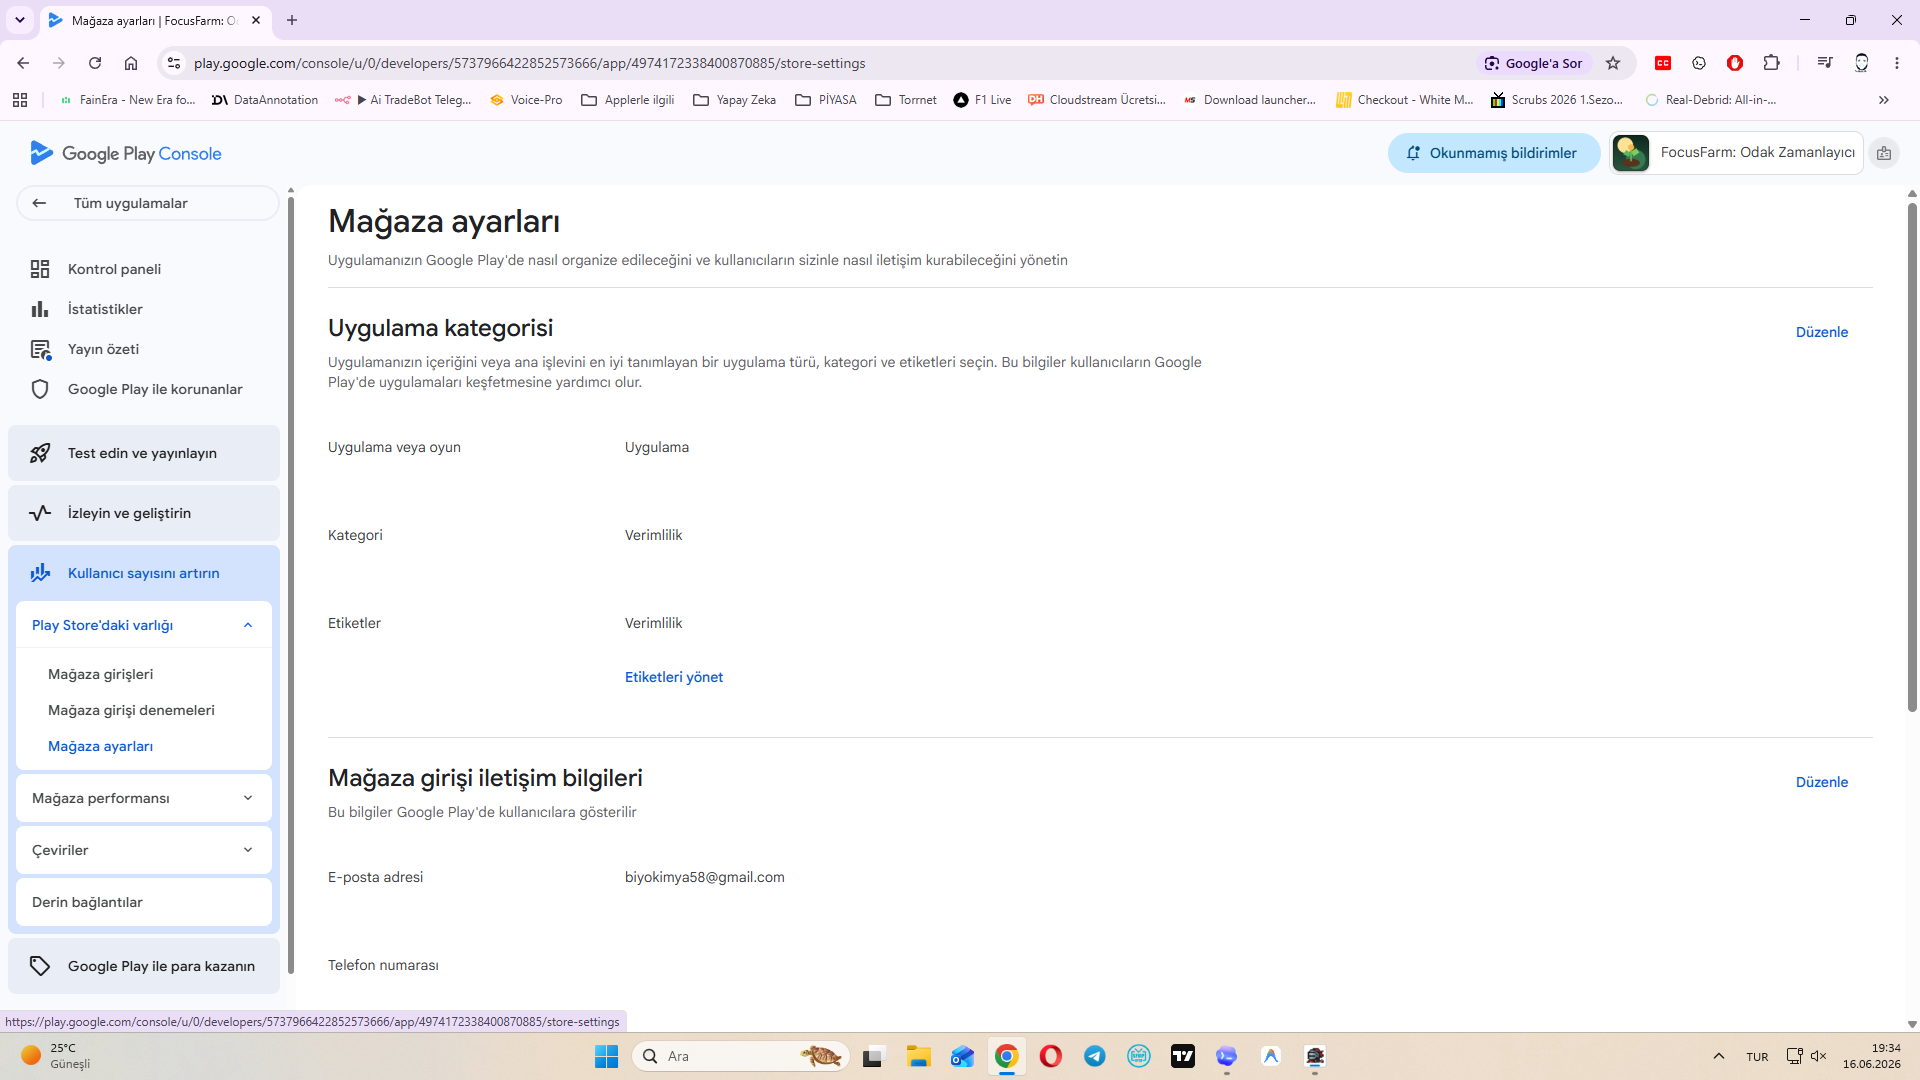 Mağaza ayarları | FocusFarm: O
play.google.com/console/u/0/developers/5737966422852573666/app/4974172338400870885/store-settings
Google'a Sor
FainEra - New Era fo...
DataAnnotation
Ai TradeBot Teleg...
Voice-Pro
Applerle ilgili
Yapay Zeka
PİYASA
Torrnet
F1 Live
Cloudstream Ücretsi...
Download launcher...
Checkout - White M...
Scrubs 2026 1.Sezo...
Real-Debrid: All-in-...
Google Play Console
Okunmamış bildirimler
FocusFarm: Odak Zamanlayıcı
Tüm uygulamalar
Kontrol paneli
İstatistikler
Yayın özeti
Google Play ile korunanlar
Test edin ve yayınlayın
İzleyin ve geliştirin
Kullanıcı sayısını artırın
Play Store'daki varlığı
Mağaza girişleri
Mağaza girişi denemeleri
Mağaza ayarları
Mağaza performansı
Çeviriler
Derin bağlantılar
Google Play ile para kazanın
Mağaza ayarları
Uygulamanızın Google Play'de nasıl organize edileceğini ve kullanıcıların sizinle nasıl iletişim kurabileceğini yönetin
Uygulama kategorisi
Düzenle
Uygulamanızın içeriğini veya ana işlevini en iyi tanımlayan bir uygulama türü, kategori ve etiketleri seçin. Bu bilgiler kullanıcıların Google
Play'de uygulamaları keşfetmesine yardımcı olur.
Uygulama veya oyun
Uygulama
Kategori
Verimlilik
Etiketler
Verimlilik
Etiketleri yönet
Mağaza girişi iletişim bilgileri
Düzenle
Bu bilgiler Google Play'de kullanıcılara gösterilir
E-posta adresi
biyokimya58@gmail.com
Telefon numarası
https://play.google.com/console/u/0/developers/5737966422852573666/app/4974172338400870885/store-settings
25°C
Güneşli
Ara
TUR
19:34
16.06.2026